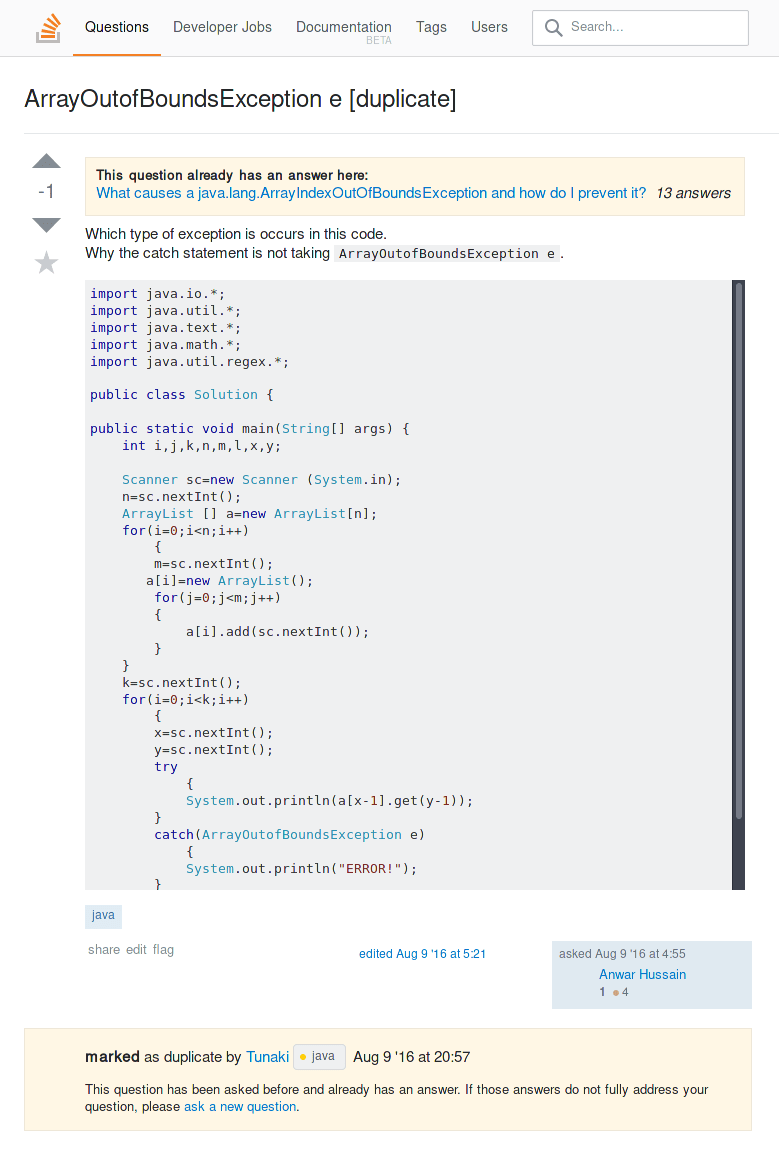 Questions Developer Jobs Documentation Tags Users Search...
BETA
ArrayOutofBoundsException e [duplicate]
This question already has an answer here:
-1
What causes a java.lang.ArrayIndexOutOfBoundsException and how do I prevent it? 13 answers
Which type of exception is occurs in this code.
Why the catch statement is not taking ArrayOutofBoundsException e .
import java.io.*;
import java.util.*;
import java.text.*;
import java.math.*;
import java.util.regex.*;
public class Solution {
public static void main(String[] args) {
int i,j,k,n,m,l,x,y;
Scanner sc=new Scanner (System.in);
n=sc.nextInt();
ArrayList [] a=new ArrayList[n];
for(i=0;i<n;i++)
{
m=sc.nextInt();
a[i]=new ArrayList();
for(j=0;j<m;j++)
{
a[i].add(sc.nextInt());
}
}
k=sc.nextInt();
for(i=0;i<k;i++)
{
x=sc.nextInt();
y=sc.nextInt();
try
{
System.out.println(a[x-1].get(y-1));
}
catch(ArrayOutofBoundsException e)
{
System.out.println("ERROR!");
}
java
share edit flag edited Aug 9 '16 at 5:21 asked Aug 9 '16 at 4:55
Anwar Hussain
1 ● 4
marked as duplicate by Tunaki ● java Aug 9 '16 at 20:57
This question has been asked before and already has an answer. If those answers do not fully address your
question, please ask a new question.